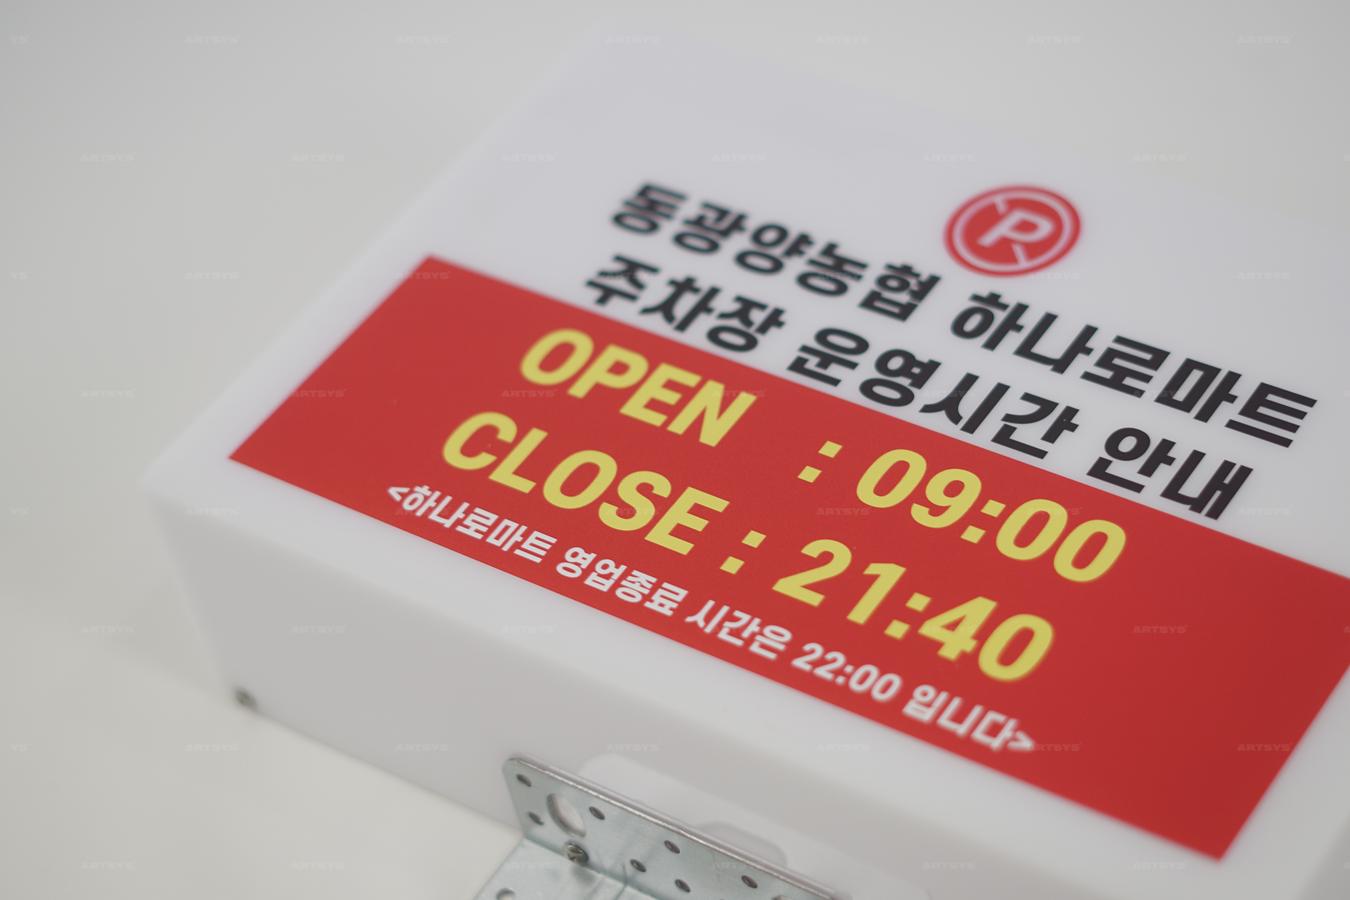 P
동광양농협 하나로마트
주차장 운영시간 안내
OPEN : 09:00
CLOSE : 21:40
<하나로마트 영업종료 시간은 22:00 입니다>
ARTSYS